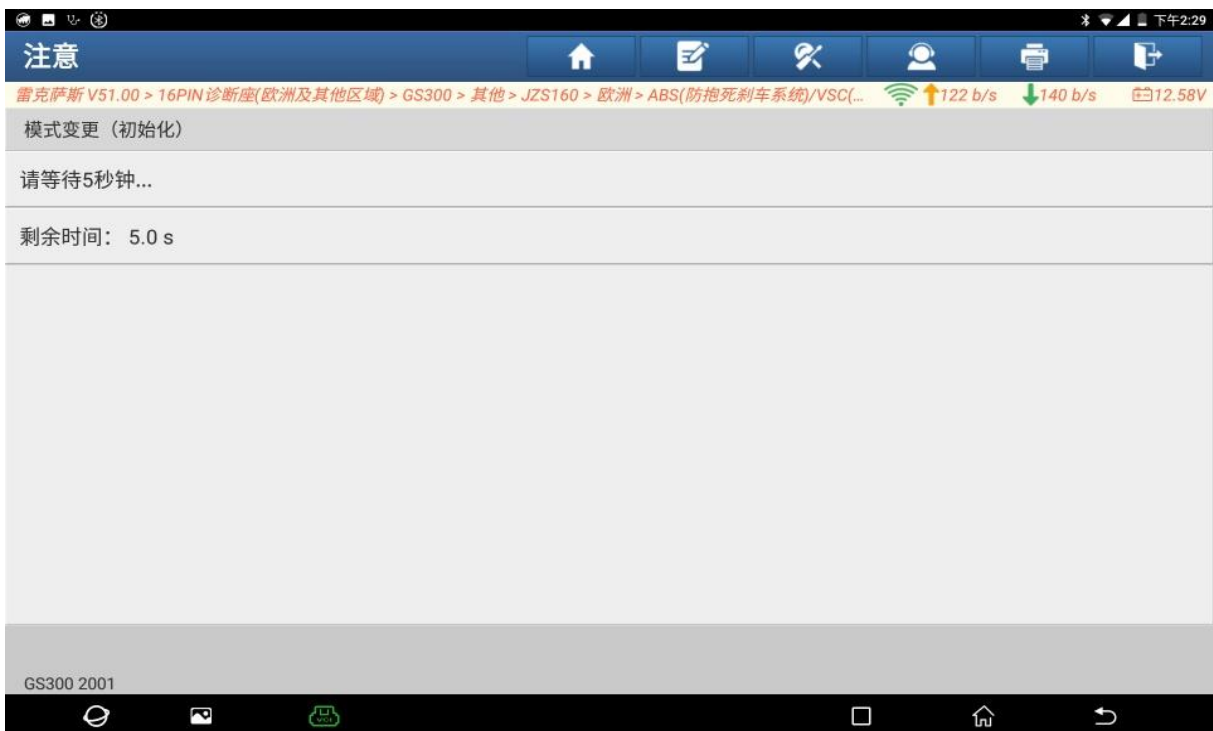 下午2:29
注意
雷克萨斯 V51.00 > 16PIN诊断座(欧洲及其他区域) > GS300 > 其他 > JZS160 > 欧洲 > ABS(防抱死刹车系统)/VSC(... 122 b/s 140 b/s 12.58V
模式变更（初始化）
请等待5秒钟...
剩余时间： 5.0 s
GS300 2001
VCI